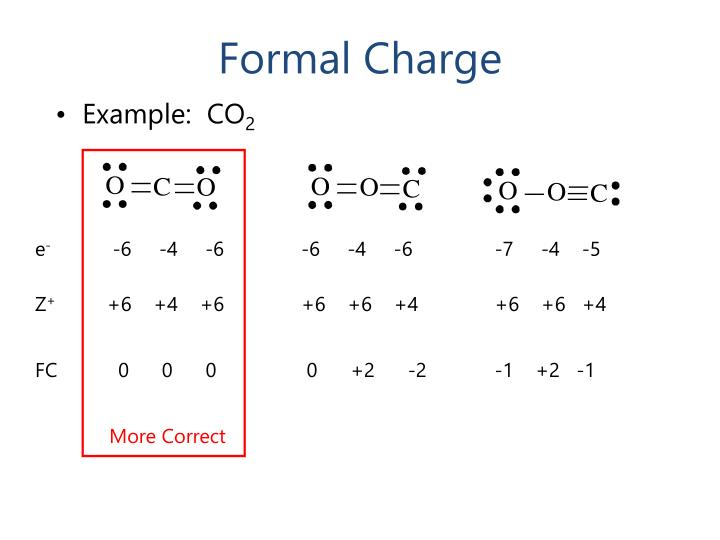 Formal Charge
• Example: CO₂
O=C=O O=O=C O–O≡C
e⁻ -6 -4 -6 -6 -4 -6 -7 -4 -5
Z⁺ +6 +4 +6 +6 +6 +4 +6 +6 +4
FC 0 0 0 0 +2 -2 -1 +2 -1
More Correct